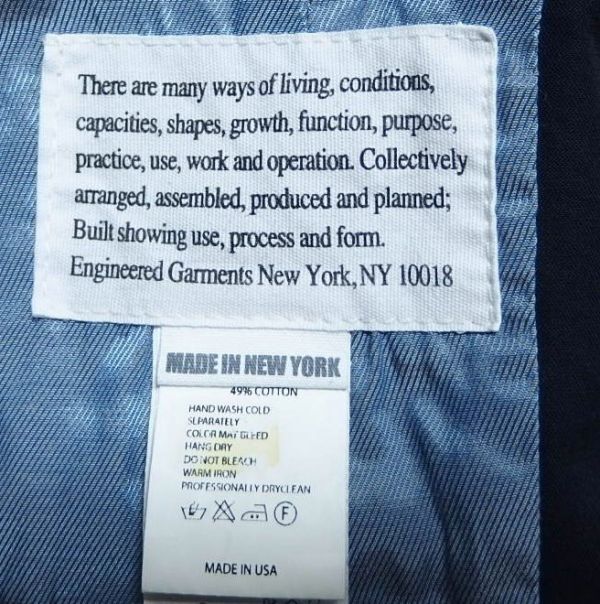 There are many ways of living, conditions,
capacities, shapes, growth, function, purpose,
practice, use, work and operation. Collectively
arranged, assembled, produced and planned;
Built showing use, process and form.
Engineered Garments New York, NY 10018
MADE IN NEW YORK
49% COTTON
HAND WASH COLD
SEPARATELY
COLOR MAY BLEED
HANG DRY
DO NOT BLEACH
WARM IRON
PROFESSIONALLY DRYCLEAN
F
MADE IN USA